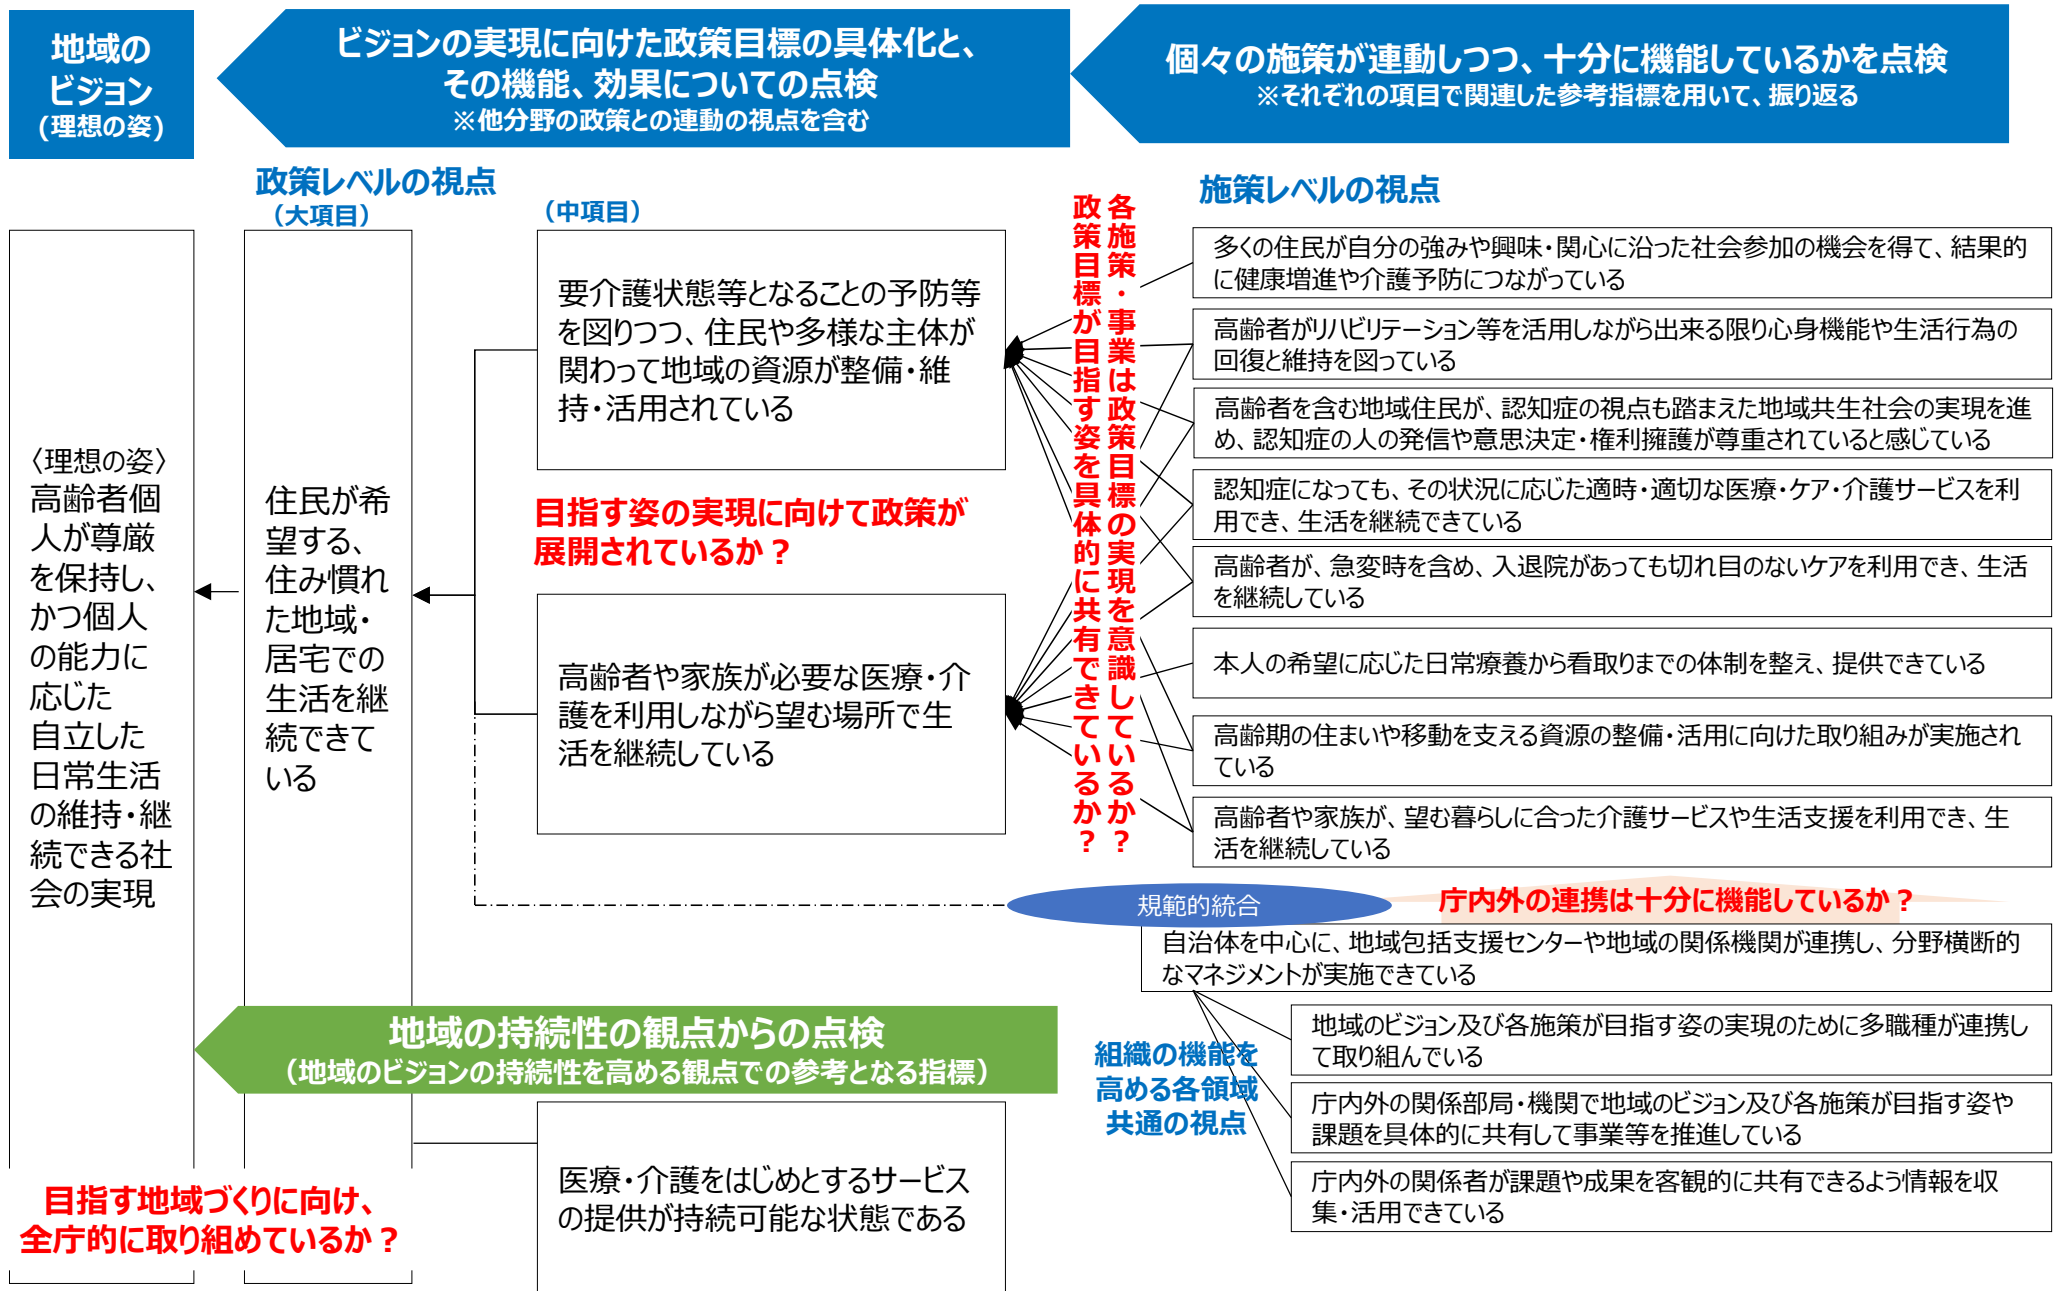 地域の
ビジョン
(理想の姿)
ビジョンの実現に向けた政策目標の具体化と、
その機能、効果についての点検
※他分野の政策との連動の視点を含む
個々の施策が連動しつつ、十分に機能しているかを点検
※それぞれの項目で関連した参考指標を用いて、振り返る
政策レベルの視点
（大項目）
（中項目）
施策レベルの視点
〈理想の姿〉
高齢者個
人が尊厳
を保持し、
かつ個人
の能力に
応じた
自立した
日常生活
の維持・継
続できる社
会の実現
住民が希
望する、
住み慣れ
た地域・
居宅での
生活を継
続できて
いる
要介護状態等となることの予防等
を図りつつ、住民や多様な主体が
関わって地域の資源が整備・維
持・活用されている
目指す姿の実現に向けて政策が
展開されているか？
高齢者や家族が必要な医療・介
護を利用しながら望む場所で生
活を継続している
各施策・事業は政策目標の実現を意識しているか？
政策目標が目指す姿を具体的に共有できているか？
多くの住民が自分の強みや興味・関心に沿った社会参加の機会を得て、結果的
に健康増進や介護予防につながっている
高齢者がリハビリテーション等を活用しながら出来る限り心身機能や生活行為の
回復と維持を図っている
高齢者を含む地域住民が、認知症の視点も踏まえた地域共生社会の実現を進
め、認知症の人の発信や意思決定・権利擁護が尊重されていると感じている
認知症になっても、その状況に応じた適時・適切な医療・ケア・介護サービスを利
用でき、生活を継続できている
高齢者が、急変時を含め、入退院があっても切れ目のないケアを利用でき、生活
を継続している
本人の希望に応じた日常療養から看取りまでの体制を整え、提供できている
高齢期の住まいや移動を支える資源の整備・活用に向けた取り組みが実施され
ている
高齢者や家族が、望む暮らしに合った介護サービスや生活支援を利用でき、生
活を継続している
規範的統合
庁内外の連携は十分に機能しているか？
自治体を中心に、地域包括支援センターや地域の関係機関が連携し、分野横断的
なマネジメントが実施できている
地域の持続性の観点からの点検
（地域のビジョンの持続性を高める観点での参考となる指標）
組織の機能を
高める各領域
共通の視点
地域のビジョン及び各施策が目指す姿の実現のために多職種が連携し
て取り組んでいる
庁内外の関係部局・機関で地域のビジョン及び各施策が目指す姿や
課題を具体的に共有して事業等を推進している
庁内外の関係者が課題や成果を客観的に共有できるよう情報を収
集・活用できている
医療・介護をはじめとするサービス
の提供が持続可能な状態である
目指す地域づくりに向け、
全庁的に取り組めているか？